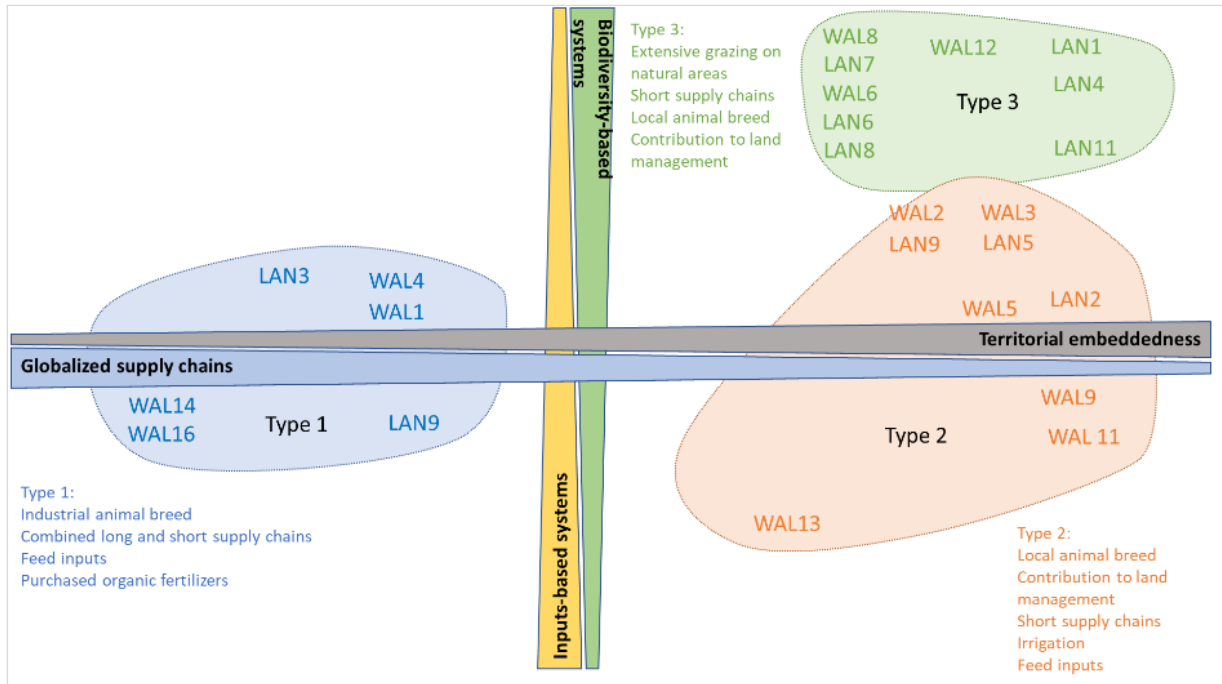 Type 3:
Extensive grazing on
natural areas
Short supply chains
Local animal breed
Contribution to land
management
Biodiversity-based
systems
WAL8
WAL12
LAN1
LAN7
LAN4
WAL6
Type 3
LAN6
LAN8
LAN11
WAL2
WAL3
LAN9
LAN5
LAN3
WAL4
WAL1
WAL5
LAN2
Territorial embeddedness
Globalized supply chains
WAL14
WAL16
Type 1
LAN9
WAL9
Type 2
WAL 11
WAL13
Inputs-based systems
Type 1:
Industrial animal breed
Combined long and short supply chains
Feed inputs
Purchased organic fertilizers
Type 2:
Local animal breed
Contribution to land
management
Short supply chains
Irrigation
Feed inputs